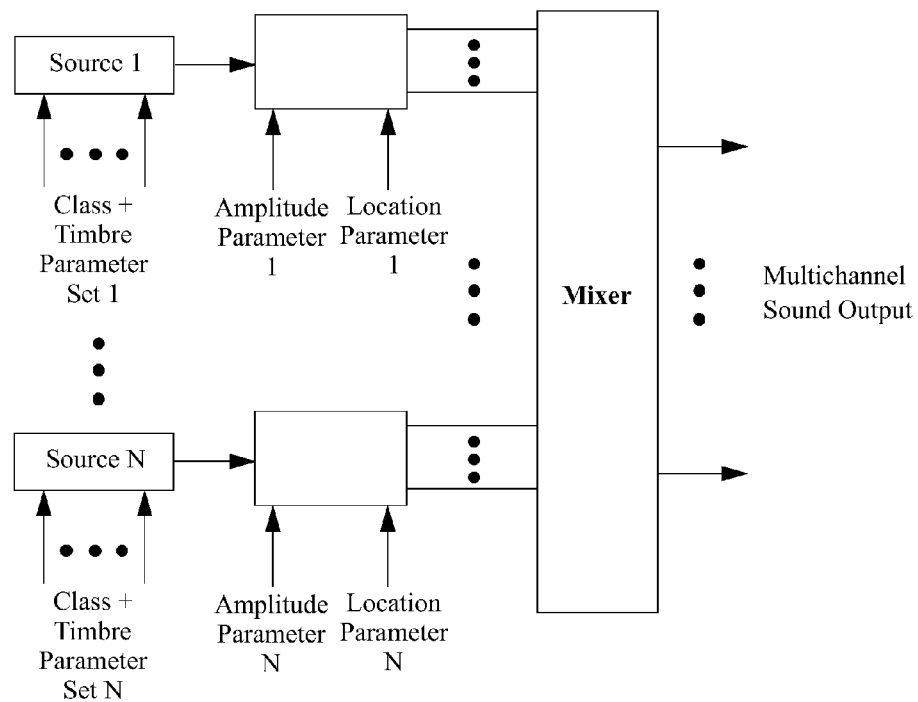 Source 1
Class +
Timbre
Parameter
Set 1
Amplitude
Parameter
1
Location
Parameter
1
Mixer
Multichannel
Sound Output
Source N
Class +
Timbre
Parameter
Set N
Amplitude
Parameter
N
Location
Parameter
N